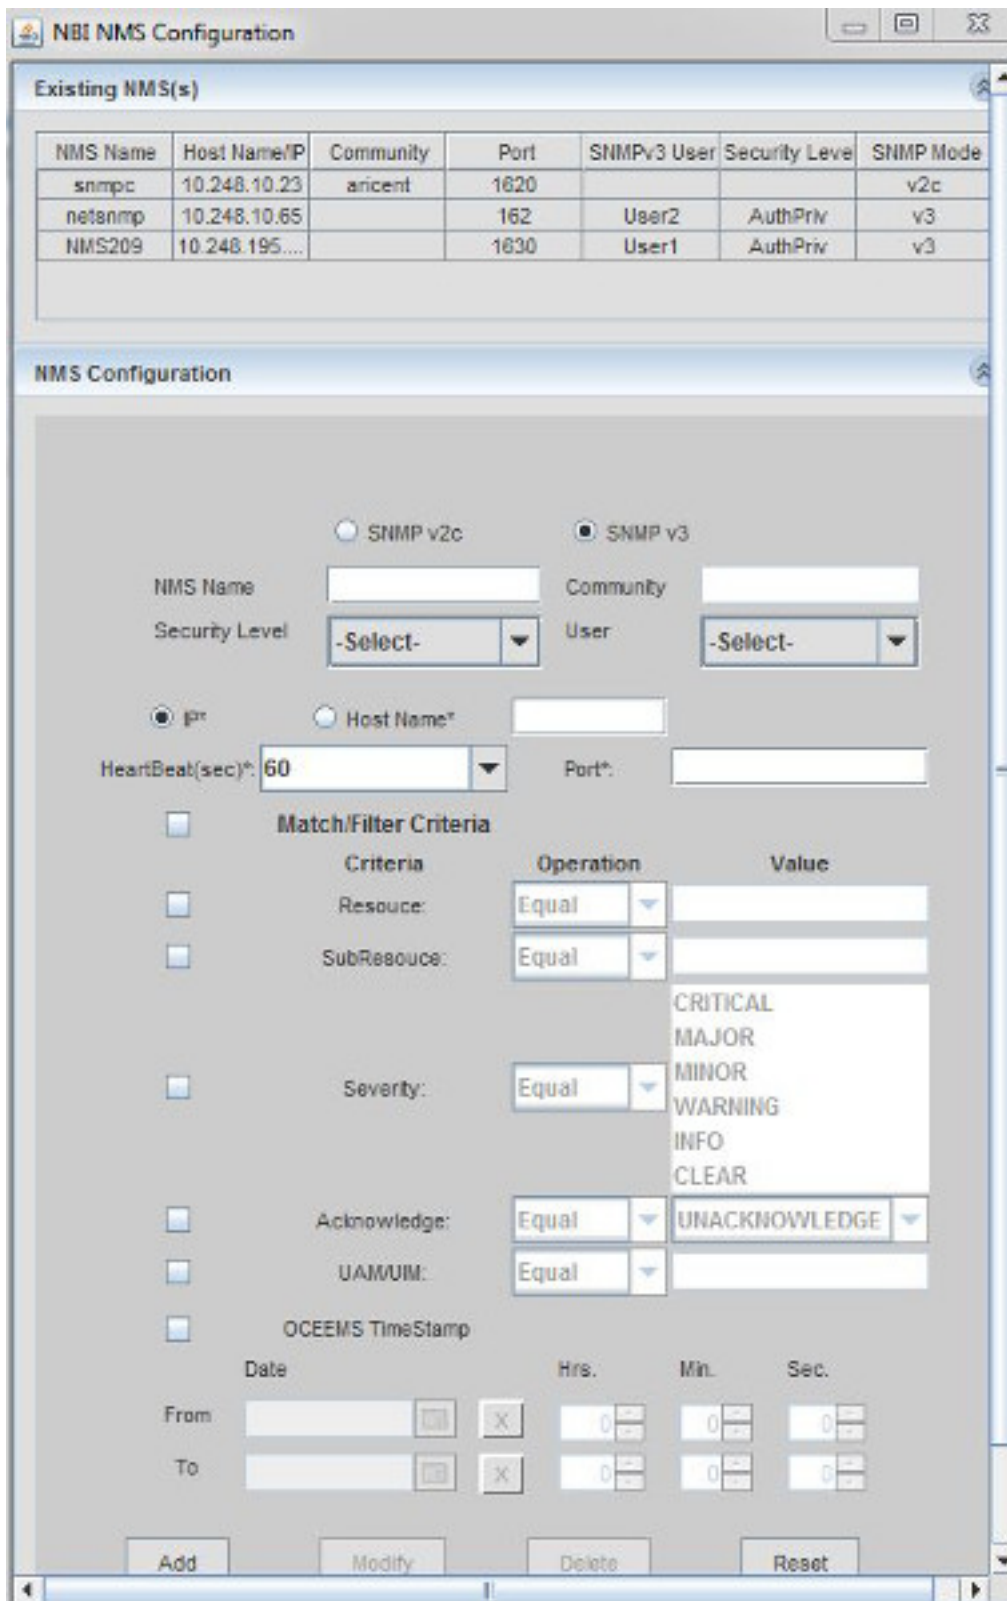 NBI NMS Configuration
Existing NMS(s)
NMS Name Host Name/IP Community Port SNMPv3 User Security Leve SNMP Mode
snmpc 10.248.10.23 aricent 1620 v2c
netsnmp 10.248.10.65 162 User2 AuthPriv v3
NMS209 10.248.195.... 1630 User1 AuthPriv v3
NMS Configuration
SNMP v2c SNMP v3
NMS Name Community
Security Level -Select- User -Select-
IP* Host Name*
HeartBeat(sec)*: 60 Port*:
Match/Filter Criteria
Criteria Operation Value
Resouce: Equal
SubResouce: Equal
CRITICAL
MAJOR
MINOR
Severity: Equal
WARNING
INFO
CLEAR
Acknowledge: Equal UNACKNOWLEDGE
UAM/UIM: Equal
OCEEMS TimeStamp
Date Hrs. Min. Sec.
From X 0 0 0
To X 0 0 0
Add Modify Delete Reset